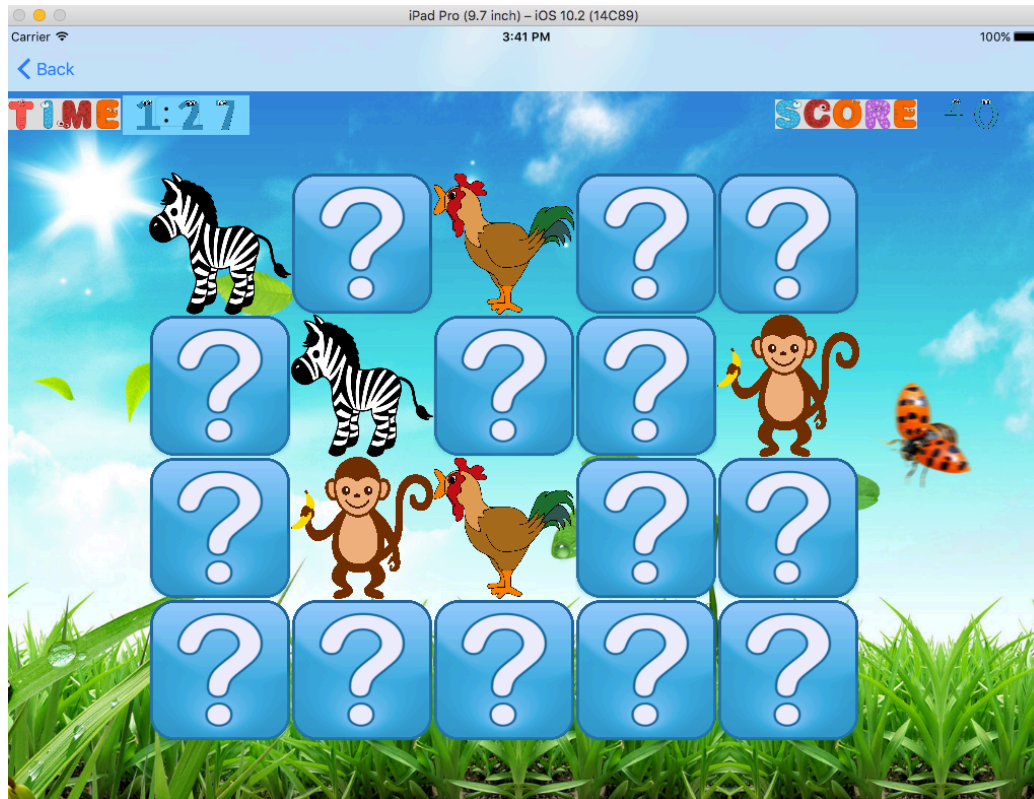 iPad Pro (9.7 inch) – iOS 10.2 (14C89)
Carrier 3:41 PM 100%
Back
TIME 1:27 SCORE 40
? ? ?
? ? ?
? ? ?
? ? ? ? ?